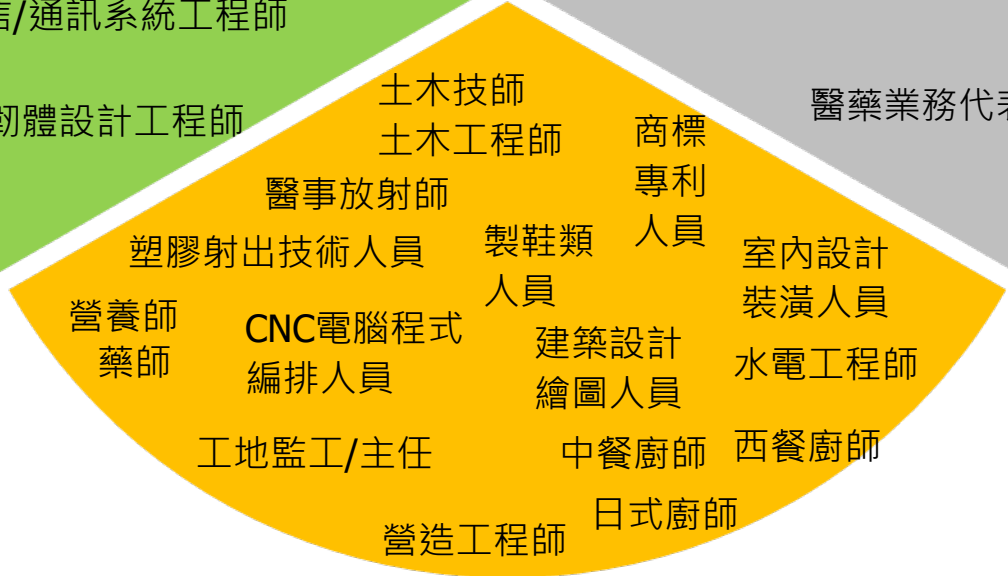 /通訊系統工程師
韌體設計工程師
醫藥業務代表
土木技師
土木工程師
商標
專利
人員
醫事放射師
塑膠射出技術人員
製鞋類
人員
室內設計
裝潢人員
營養師
藥師
CNC電腦程式
編排人員
建築設計
繪圖人員
水電工程師
工地監工/主任
中餐廚師
西餐廚師
日式廚師
營造工程師